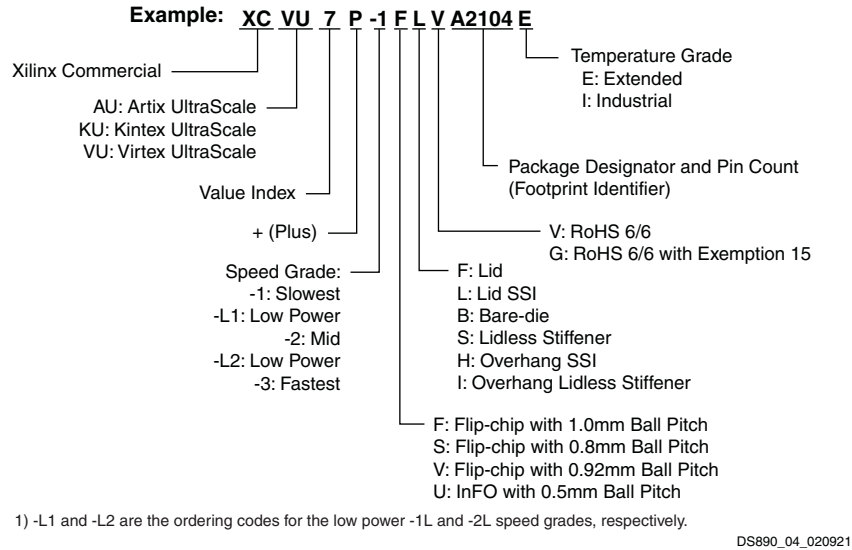 Example: XC VU 7 P -1 F L V A2104 E
Xilinx Commercial
AU: Artix UltraScale
KU: Kintex UltraScale
VU: Virtex UltraScale
Value Index
+ (Plus)
Speed Grade:
-1: Slowest
-L1: Low Power
-2: Mid
-L2: Low Power
-3: Fastest
Temperature Grade
E: Extended
I: Industrial
Package Designator and Pin Count
(Footprint Identifier)
V: RoHS 6/6
G: RoHS 6/6 with Exemption 15
F: Lid
L: Lid SSI
B: Bare-die
S: Lidless Stiffener
H: Overhang SSI
I: Overhang Lidless Stiffener
F: Flip-chip with 1.0mm Ball Pitch
S: Flip-chip with 0.8mm Ball Pitch
V: Flip-chip with 0.92mm Ball Pitch
U: InFO with 0.5mm Ball Pitch
1) -L1 and -L2 are the ordering codes for the low power -1L and -2L speed grades, respectively.
DS890_04_020921